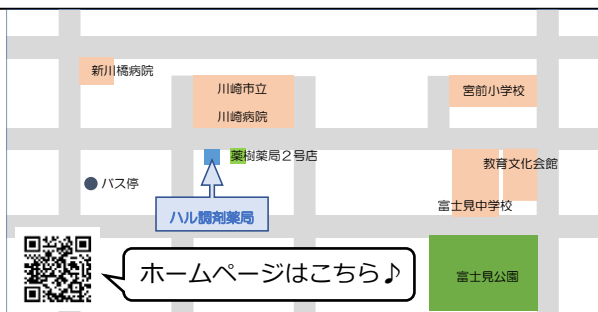 新川橋病院
川崎市立
川崎病院
宮前小学校
薬樹薬局２号店
教育文化会館
バス停
ハル調剤薬局
富士見中学校
ホームページはこちら♪
富士見公園